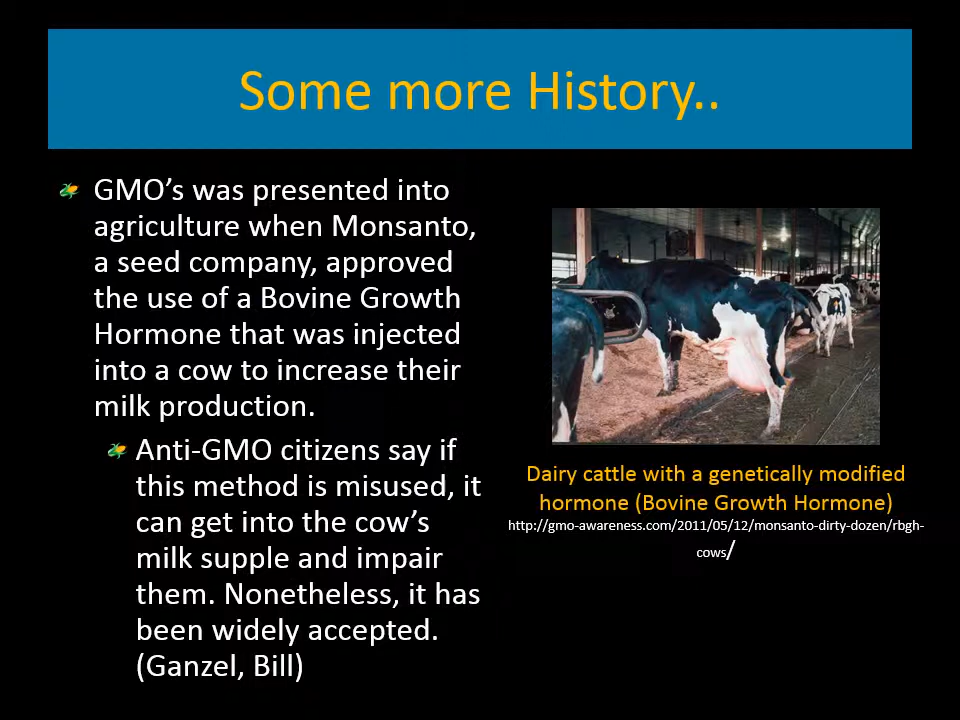 Some more History..
GMO’s was presented into
agriculture when Monsanto,
a seed company, approved
the use of a Bovine Growth
Hormone that was injected
into a cow to increase their
milk production.
Anti-GMO citizens say if
this method is misused, it
can get into the cow’s
milk supple and impair
them. Nonetheless, it has
been widely accepted.
(Ganzel, Bill)
Dairy cattle with a genetically modified
hormone (Bovine Growth Hormone)
http://gmo-awareness.com/2011/05/12/monsanto-dirty-dozen/rbgh-
cows/